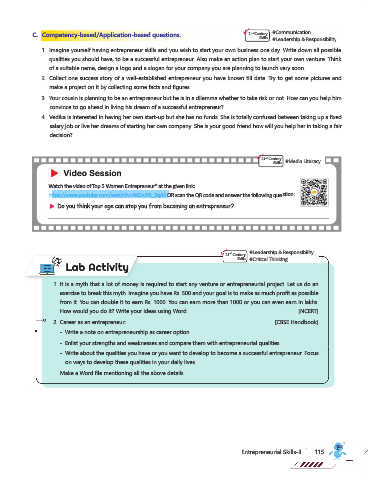 C. Competency-based/Application-based questions.
21st Century Skills #Communication #Leadership & Responsibility
1 Imagine yourself having entrepreneur skills and you wish to start your own business one day. Write down all possible
qualities you should have, to be a successful entrepreneur. Also make an action plan to start your own venture. Think
of a suitable name, design a logo and a slogan for your company you are planning to launch very soon.
2 Collect one success story of a well-established entrepreneur you have known till date. Try to get some pictures and
make a project on it by collecting some facts and figures.
3 Your cousin is planning to be an entrepreneur but he is in a dilemma whether to take risk or not. How can you help him
convince to go ahead in living his dream of a successful entrepreneur?
4 Vedika is interested in having her own start-up but she has no funds. She is totally confused between taking up a fixed
salary job or live her dreams of starting her own company. She is your good friend how will you help her in taking a fair
decision?
21st Century Skills #Media Literacy
Video Session
Watch the video of "Top 5 Women Entrepreneur" at the given link:
OR scan the QR code and answer the following question:
Do you think your age can stop you from becoming an entrepreneur?
21st Century Skills #Leadership & Responsibility
#Critical Thinking
Lab Activity
1 It is a myth that a lot of money is required to start any venture or entrepreneurial project. Let us do an
exercise to break this myth. Imagine you have Rs. 500 and your goal is to make as much profit as possible
from it. You can double it to earn Rs. 1000. You can earn more than 1000 or you can even earn in lakhs.
How would you do it? Write your ideas using Word. [NCERT]
2 Career as an entrepreneur: [CBSE Handbook]
- Write a note on entrepreneurship as career option
- Enlist your strengths and weaknesses and compare them with entrepreneurial qualities
- Write about the qualities you have or you want to develop to become a successful entrepreneur. Focus
on ways to develop these qualities in your daily lives
Make a Word file mentioning all the above details.
Entrepreneurial Skills-II 115